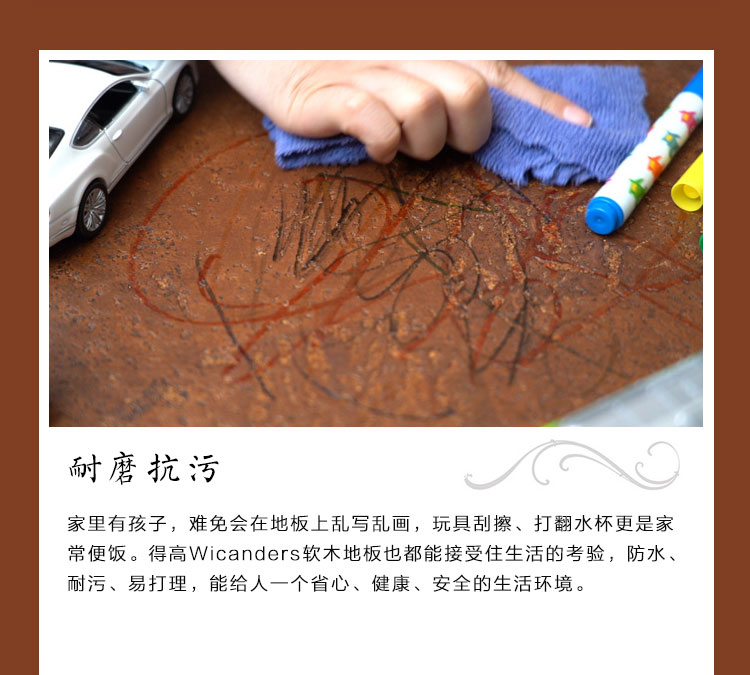 耐磨抗污
家里有孩子，难免会在地板上乱写乱画，玩具刮擦、打翻水杯更是家
常便饭。得高Wicanders软木地板也都能接受住生活的考验，防水、
耐污、易打理，能给人一个省心、健康、安全的生活环境。